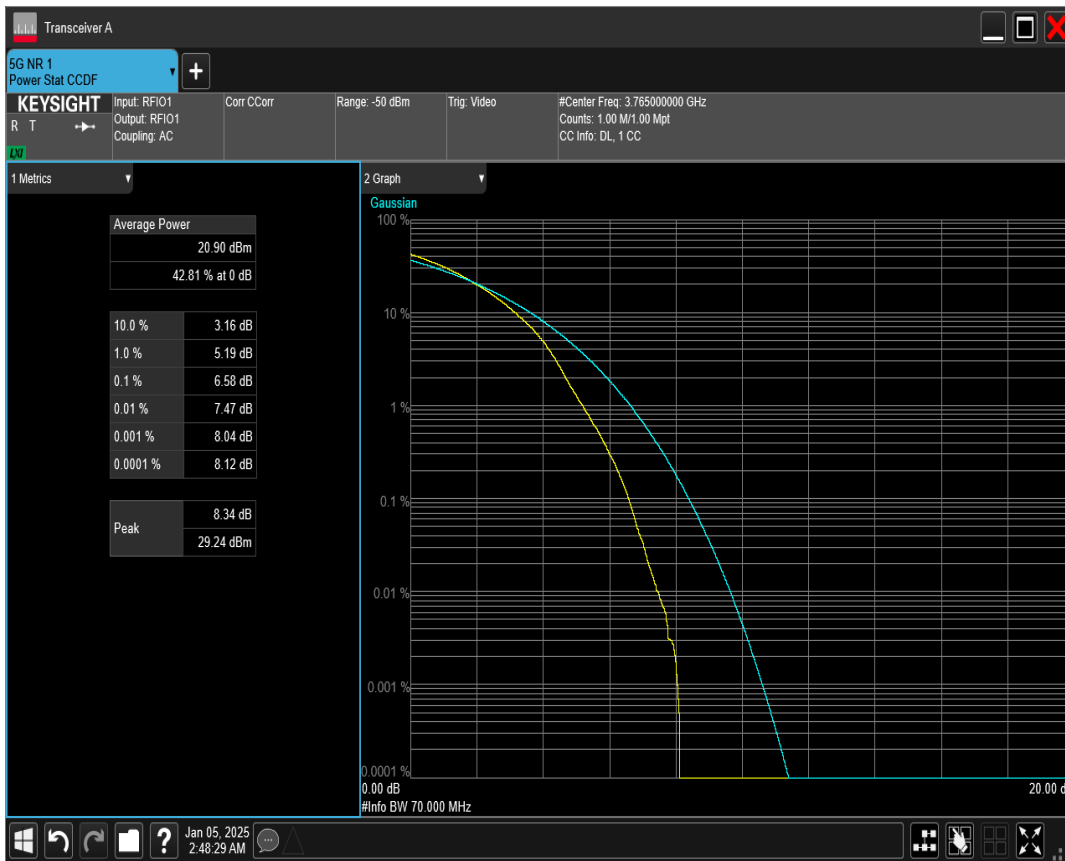 Transceiver A
5G NR 1
Power Stat CCDF
KEYSIGHT
R T
LXI
Input: RFIO1
Output: RFIO1
Coupling: AC
Corr CCorr
Range: -50 dBm
Trig: Video
#Center Freq: 3.765000000 GHz
Counts: 1.00 M/1.00 Mpt
CC Info: DL, 1 CC
1 Metrics
Average Power
20.90 dBm
42.81 % at 0 dB
10.0 % 3.16 dB
1.0 % 5.19 dB
0.1 % 6.58 dB
0.01 % 7.47 dB
0.001 % 8.04 dB
0.0001 % 8.12 dB
Peak
8.34 dB
29.24 dBm
2 Graph
Gaussian
100 %
10 %
1 %
0.1 %
0.01 %
0.001 %
0.0001 %
0.00 dB 20.00 d
#Info BW 70.000 MHz
Jan 05, 2025
2:48:29 AM